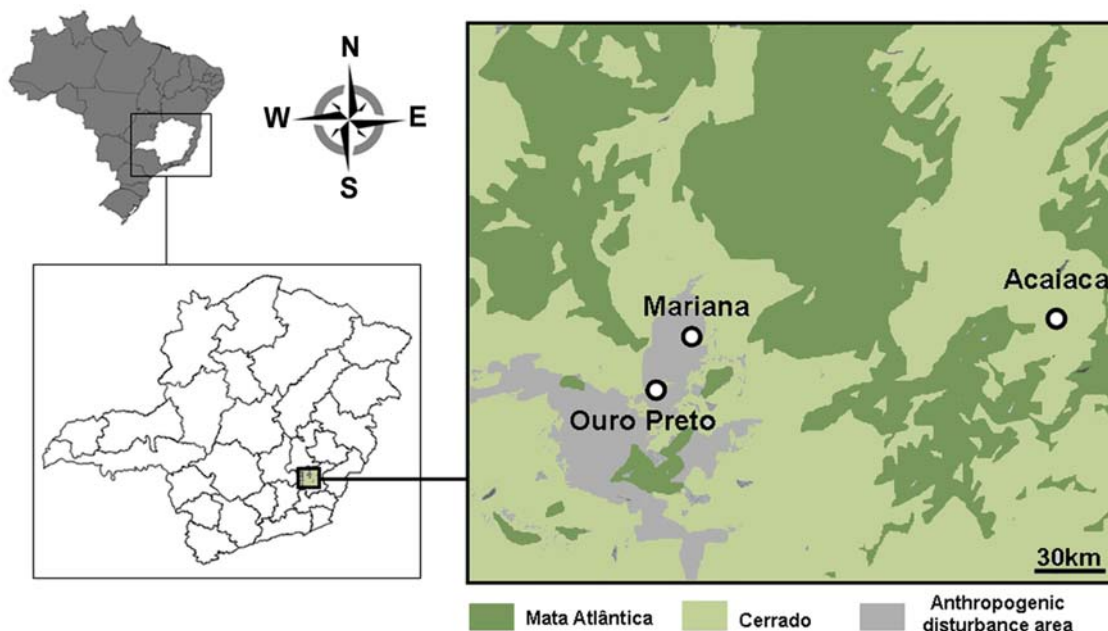 N
W
E
S
Mariana
Acaiaca
Ouro Preto
30km
Mata Atlântica
Cerrado
Anthropogenic
disturbance area